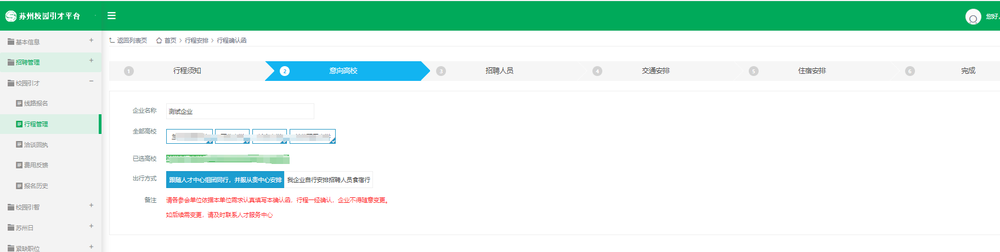 苏州校园引才平台
您好,
基本信息 +
招聘管理 +
校园引才 −
线路报名
行程管理
洽谈回执
费用反馈
报名历史
校园引智 +
苏州日 +
紧缺职位 +
返回列表页 首页 > 行程安排 > 行程确认函
1 行程须知 2 意向高校 3 招聘人员 4 交通安排 5 住宿安排 6 完成
企业名称 测试企业
全部高校
已选高校
出行方式 跟随人才中心组团同行，并服从贵中心安排 我企业自行安排招聘人员食宿行
备注 请各参会单位依据本单位需求认真填写本确认函，行程一经确认，企业不得随意变更。
如后续需变更，请及时联系人才服务中心